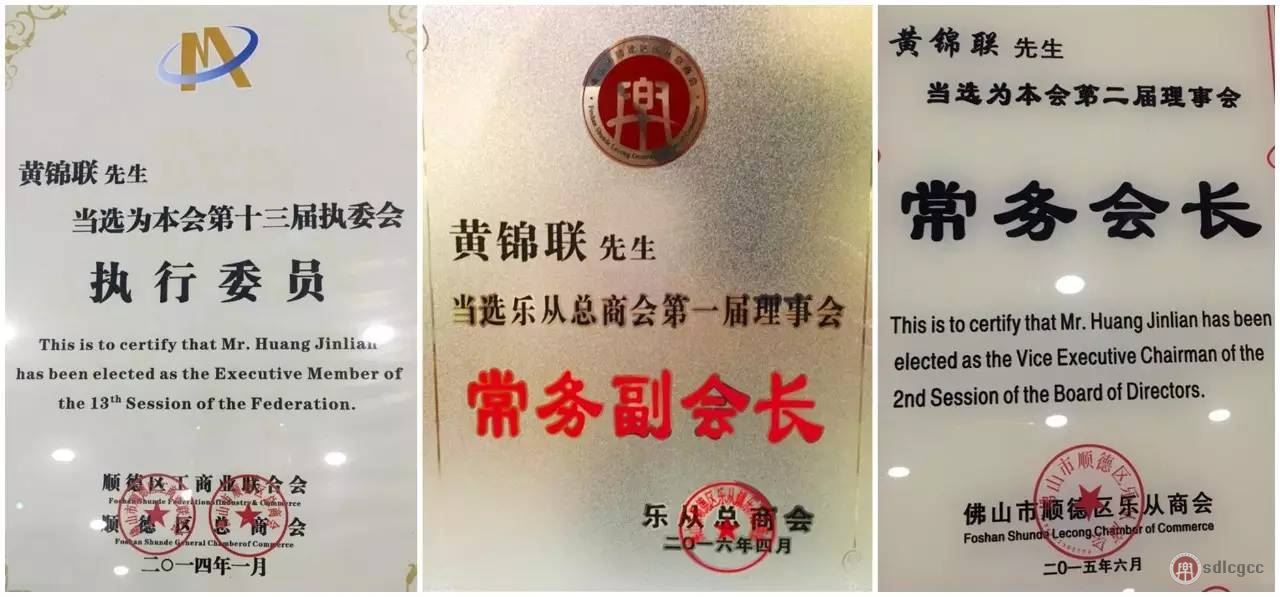 黄锦联 先生
当选为本会第十三届执委会
执行委员
This is to certify that Mr. Huang Jinlian
has been elected as the Executive Member of
the 13th Session of the Federation.
顺德区工商业联合会
Foshan Shunde Federation of Industry & Commerce
顺德区总商会
Foshan Shunde General Chamber of Commerce
二〇一四年一月
黄锦联 先生
当选乐从总商会第一届理事会
常务副会长
乐从总商会
二〇一六年四月
黄锦联 先生
当选为本会第二届理事会
常务会长
This is to certify that Mr. Huang Jinlian has been
elected as the Vice Executive Chairman of the
2nd Session of the Board of Directors.
佛山市顺德区乐从商会
Foshan Shunde Lecong Chamber of Commerce
二〇一五年六月
sdlcgcc